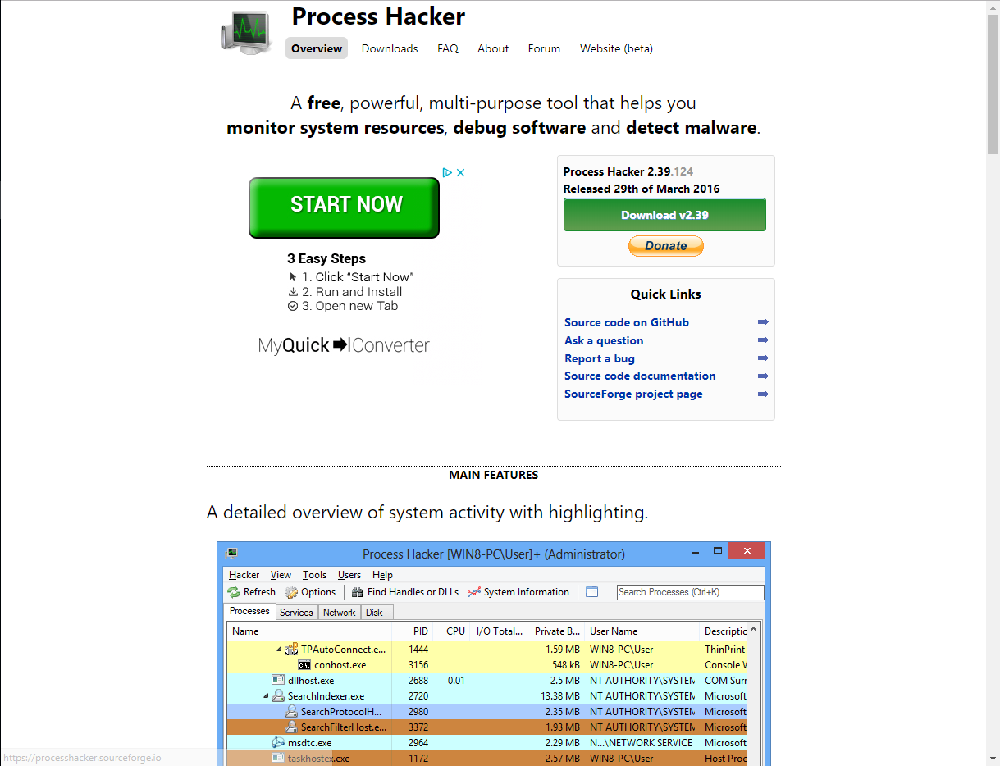 Process Hacker
Overview Downloads FAQ About Forum Website (beta)
A free, powerful, multi-purpose tool that helps you
monitor system resources, debug software and detect malware.
START NOW
3 Easy Steps
1. Click “Start Now”
2. Run and Install
3. Open new Tab
MyQuick Converter
Process Hacker 2.39.124
Released 29th of March 2016
Download v2.39
Donate
Quick Links
Source code on GitHub
Ask a question
Report a bug
Source code documentation
SourceForge project page
MAIN FEATURES
A detailed overview of system activity with highlighting.
Process Hacker [WIN8-PC\User]+ (Administrator)
Hacker View Tools Users Help
Refresh Options Find Handles or DLLs System Information Search Processes (Ctrl+K)
Processes Services Network Disk
Name PID CPU I/O Total... Private B... User Name Descriptic
TPAutoConnect.e... 1444 1.59 MB WIN8-PC\User ThinPrint
conhost.exe 3156 548 kB WIN8-PC\User Console W
dllhost.exe 2688 0.01 2.5 MB NT AUTHORITY\SYSTEM COM Surr
SearchIndexer.exe 2720 13.38 MB NT AUTHORITY\SYSTEM Microsoft
SearchProtocolH... 2980 2.35 MB NT AUTHORITY\SYSTEM Microsoft
SearchFilterHost.e... 3372 1.93 MB NT AUTHORITY\SYSTEM Microsoft
msdtc.exe 2964 2.29 MB N...\NETWORK SERVICE Microsoft
taskhostex.exe 1172 2.57 MB WIN8-PC\User Host Proc
https://processhacker.sourceforge.io